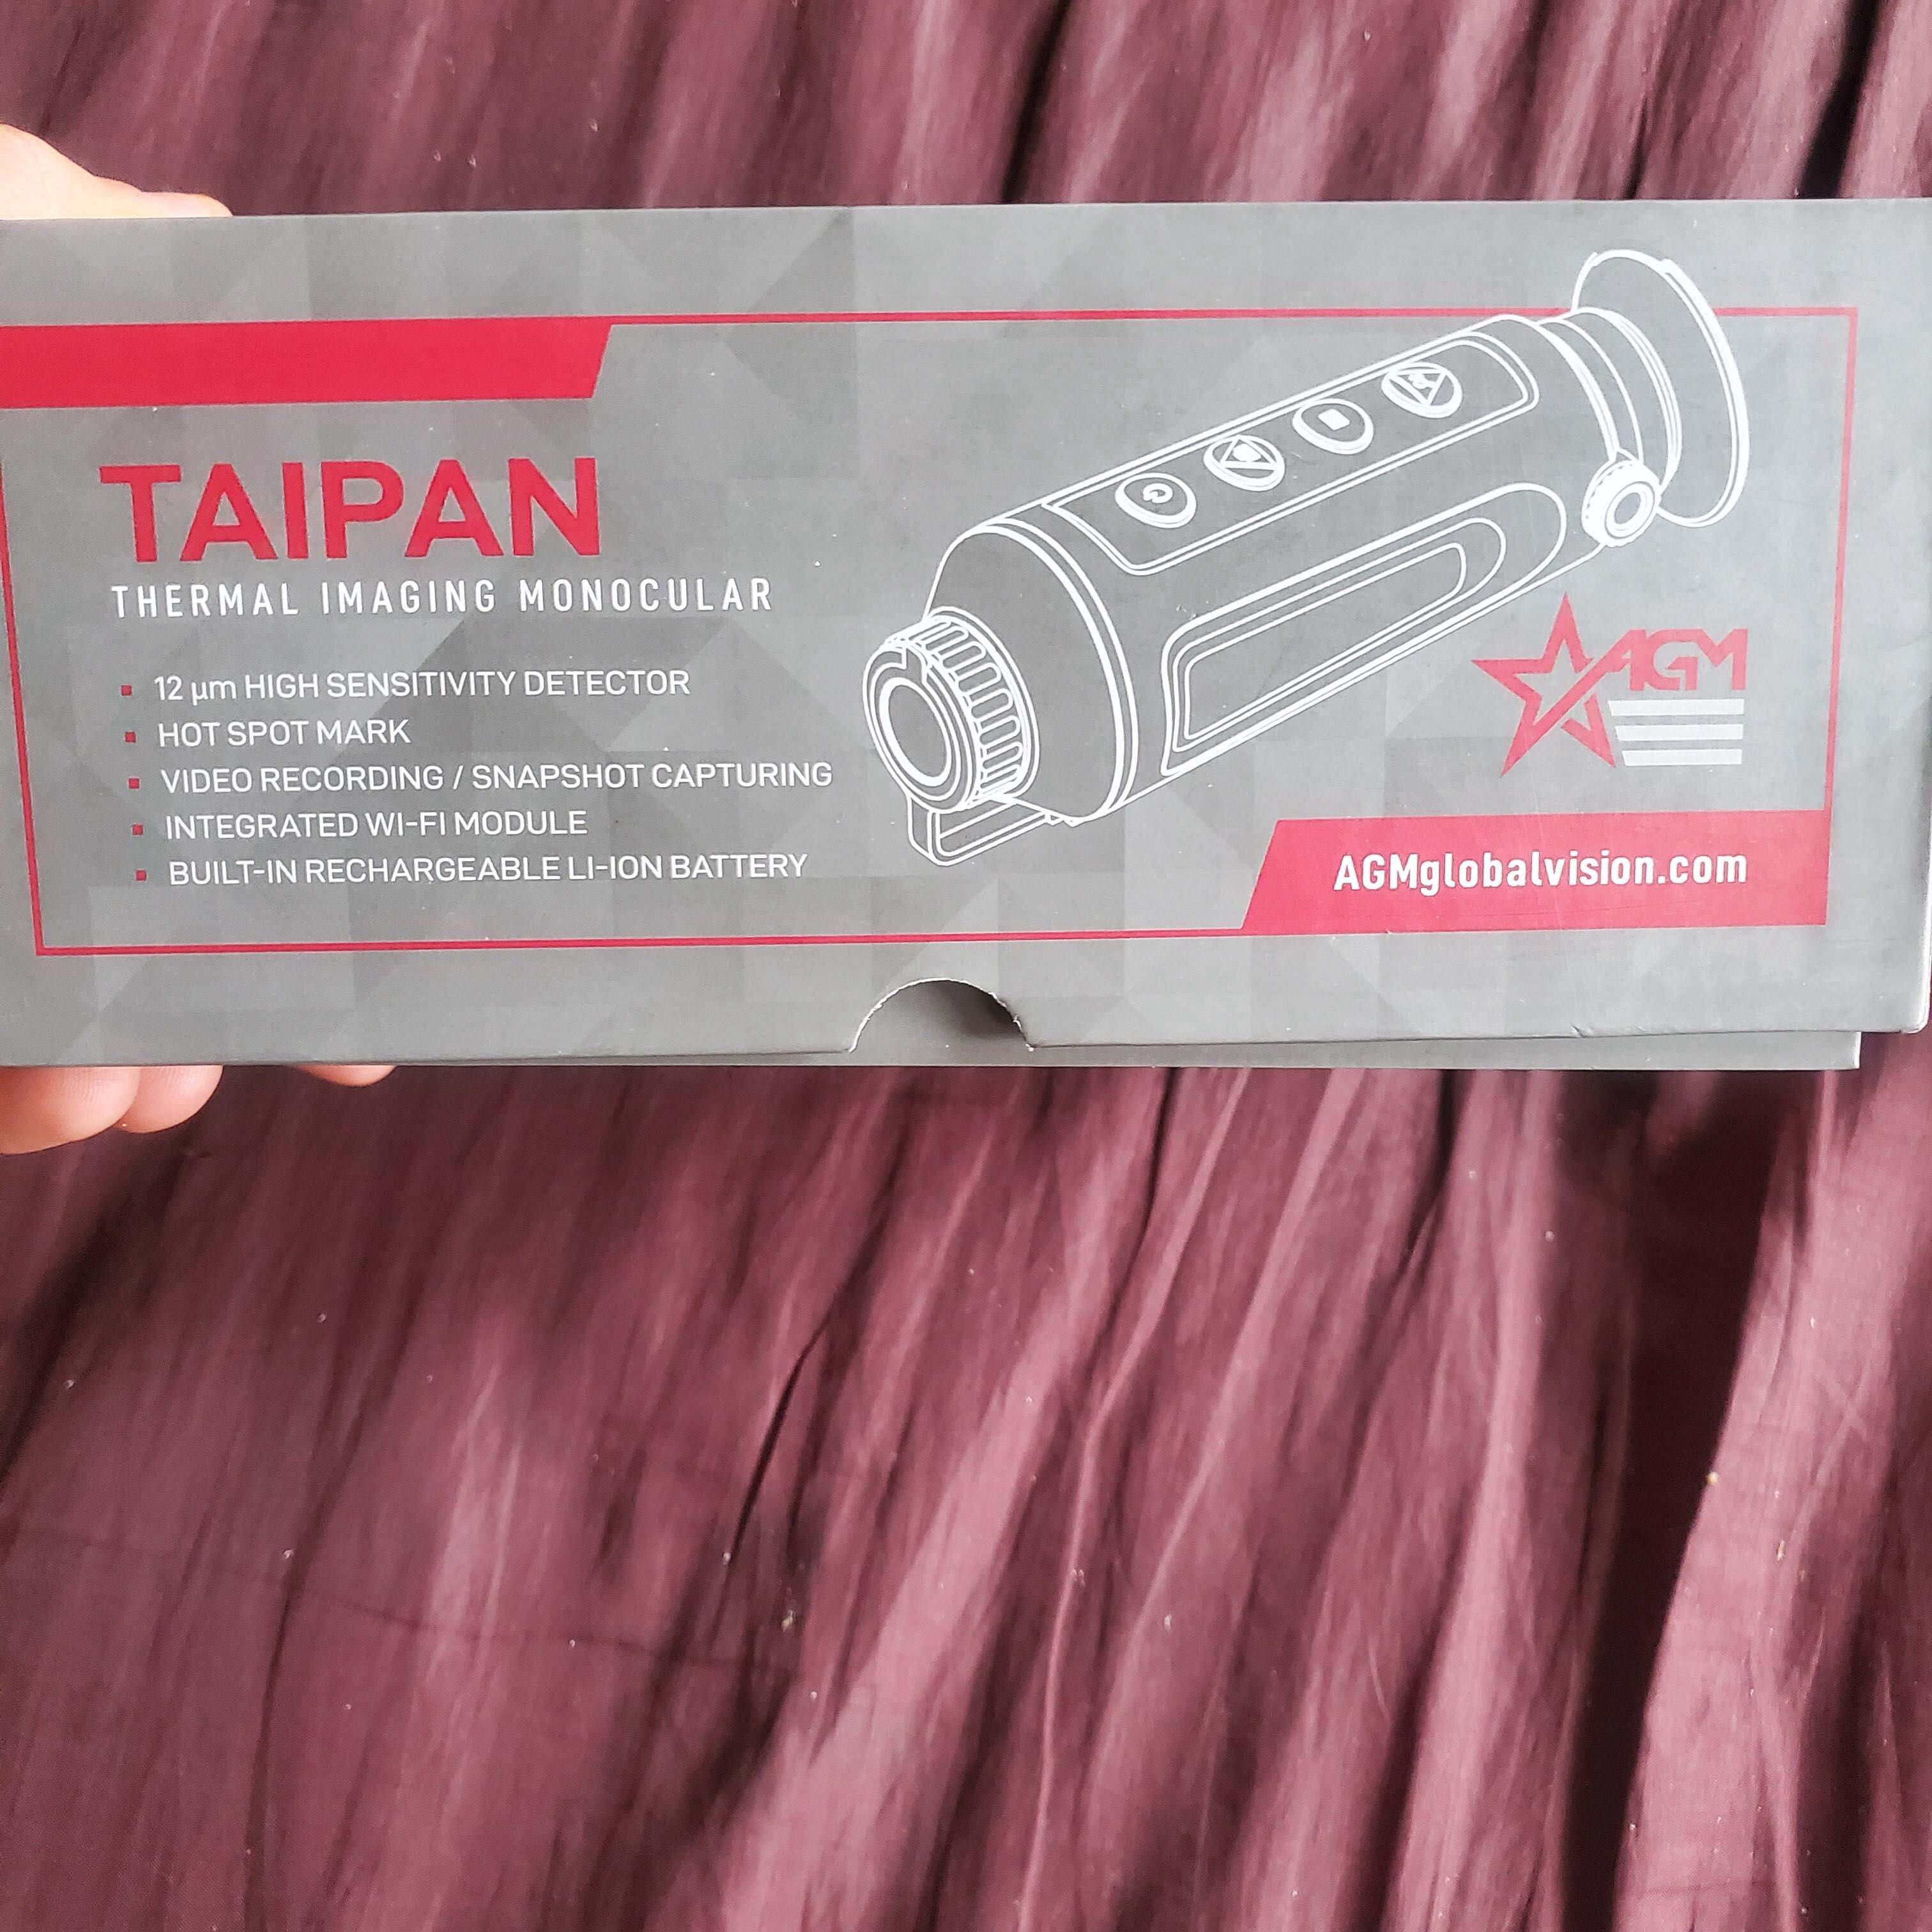 TAIPAN
THERMAL IMAGING MONOCULAR
12 µm HIGH SENSITIVITY DETECTOR
HOT SPOT MARK
VIDEO RECORDING / SNAPSHOT CAPTURING
INTEGRATED WI-FI MODULE
BUILT-IN RECHARGEABLE LI-ION BATTERY
AGM
AGMglobalvision.com